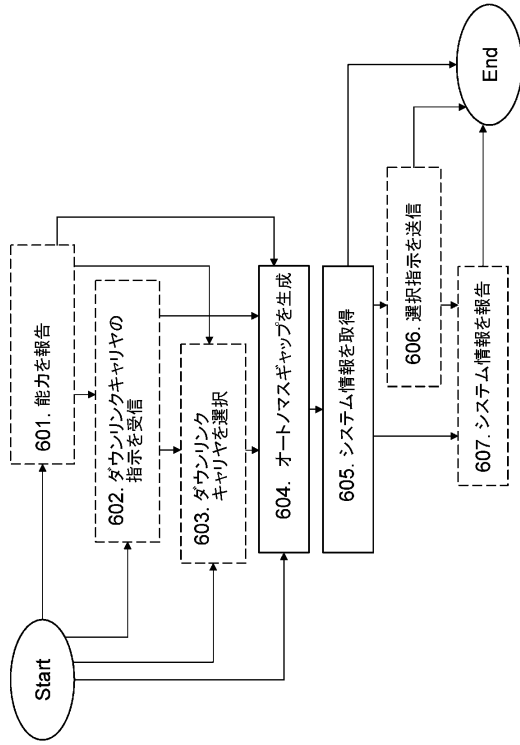 Start
601. 能力を報告
602. ダウンリンクキャリヤの
指示を受信
603. ダウンリンク
キャリヤを選択
604. オートノマスギャップを生成
605. システム情報を取得
606. 選択指示を送信
607. システム情報を報告
End